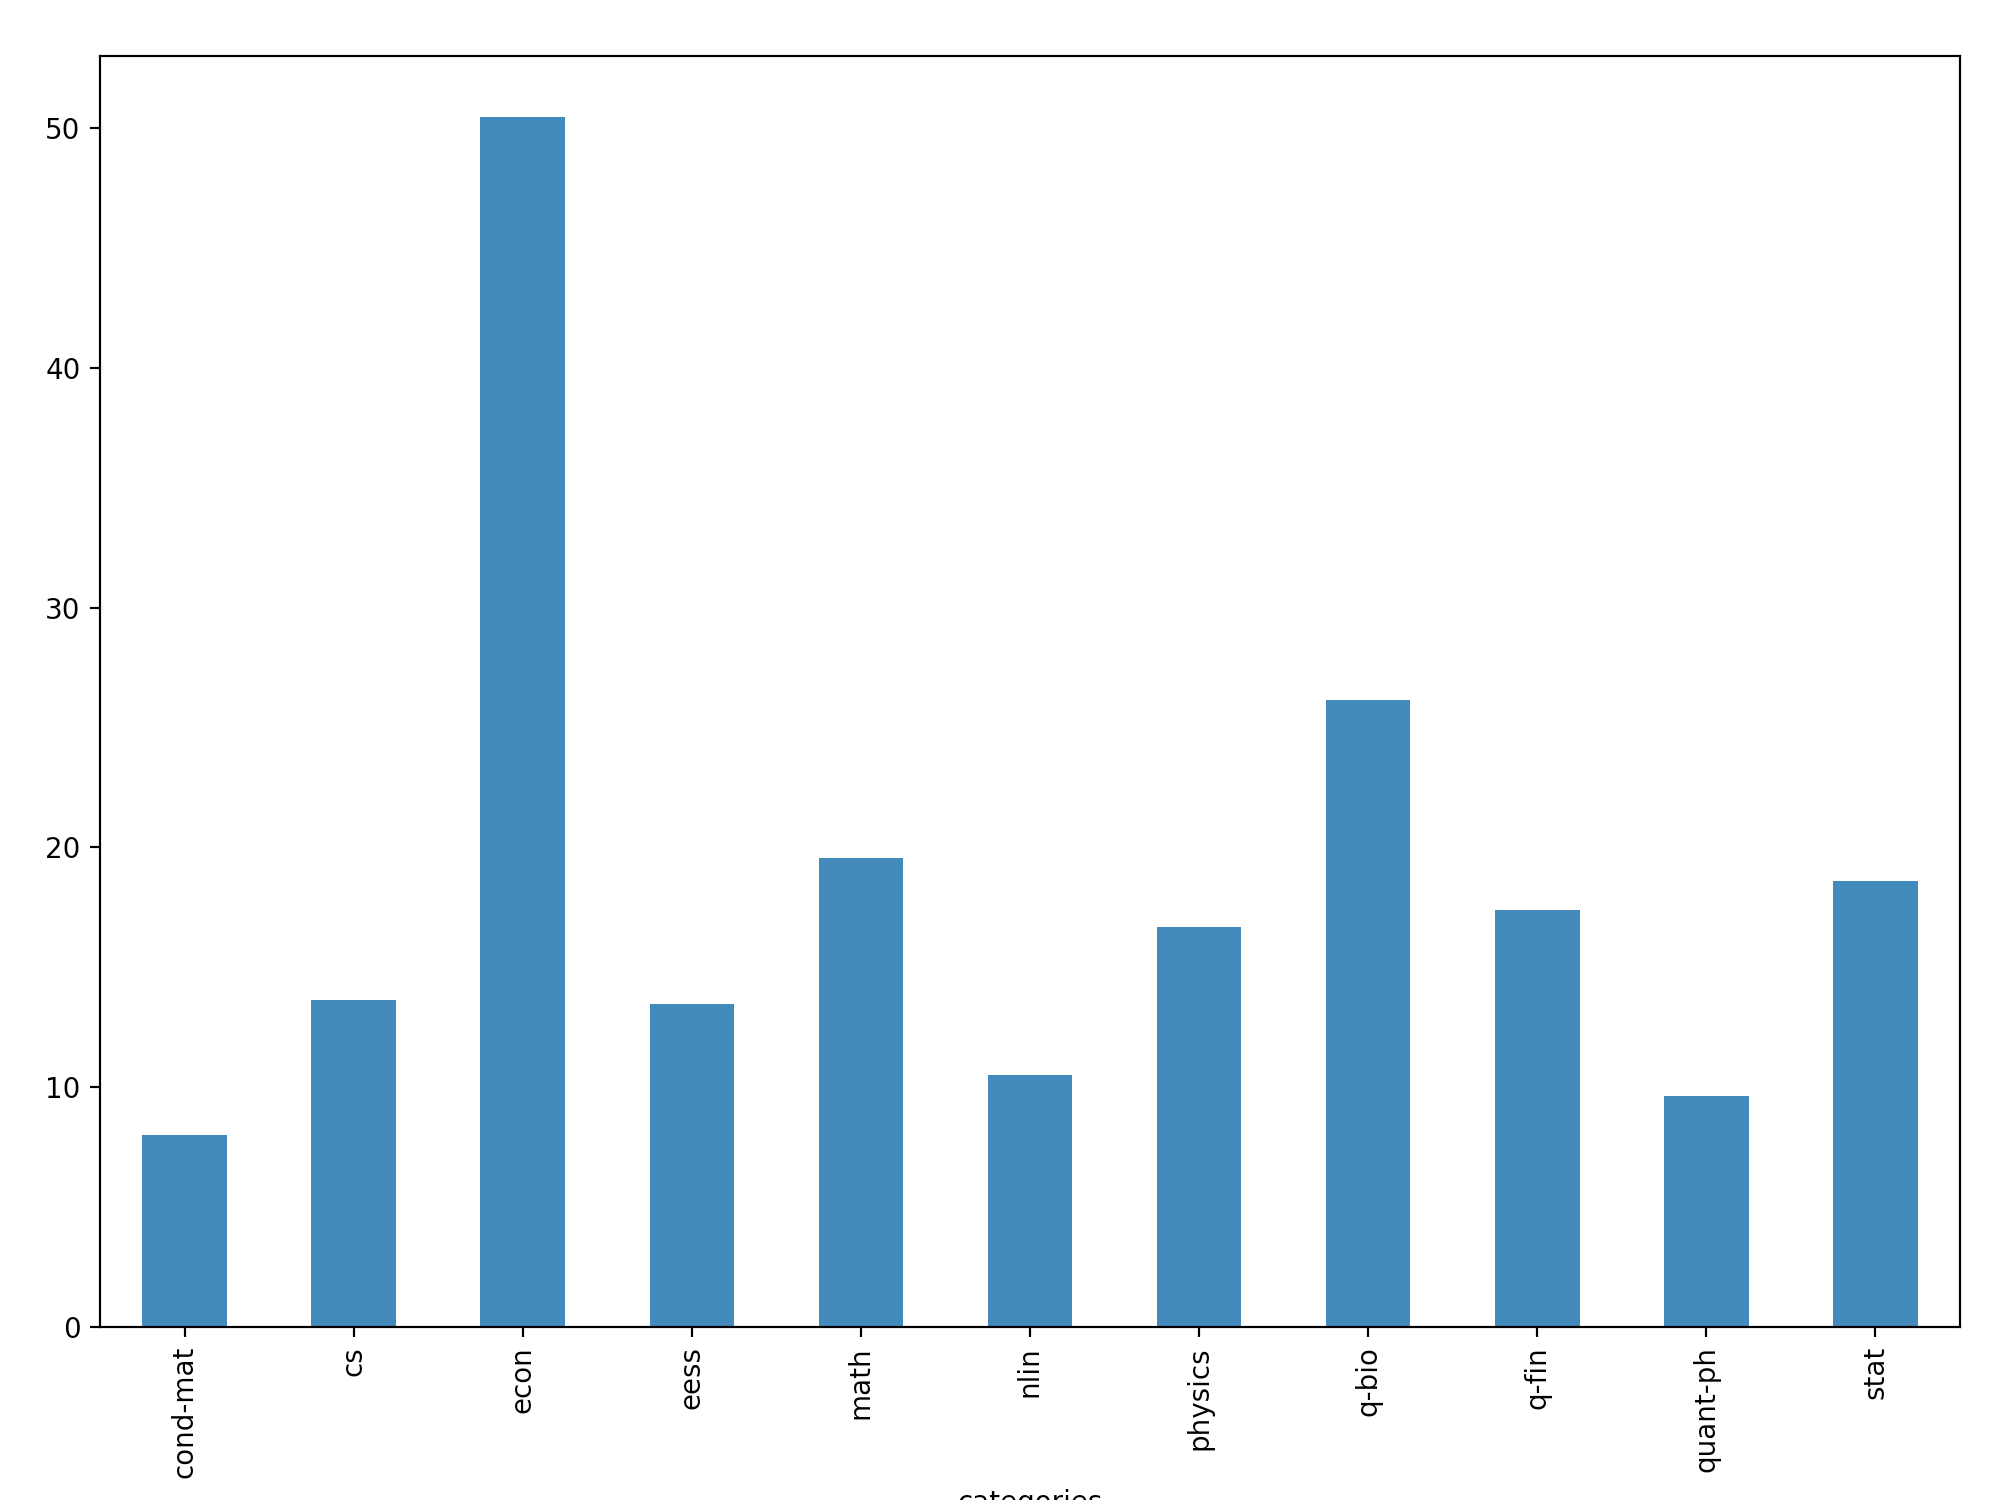 50
40
30
20
10
0
cond-mat
cs
econ
eess
math
nlin
physics
q-bio
q-fin
quant-ph
stat
categories